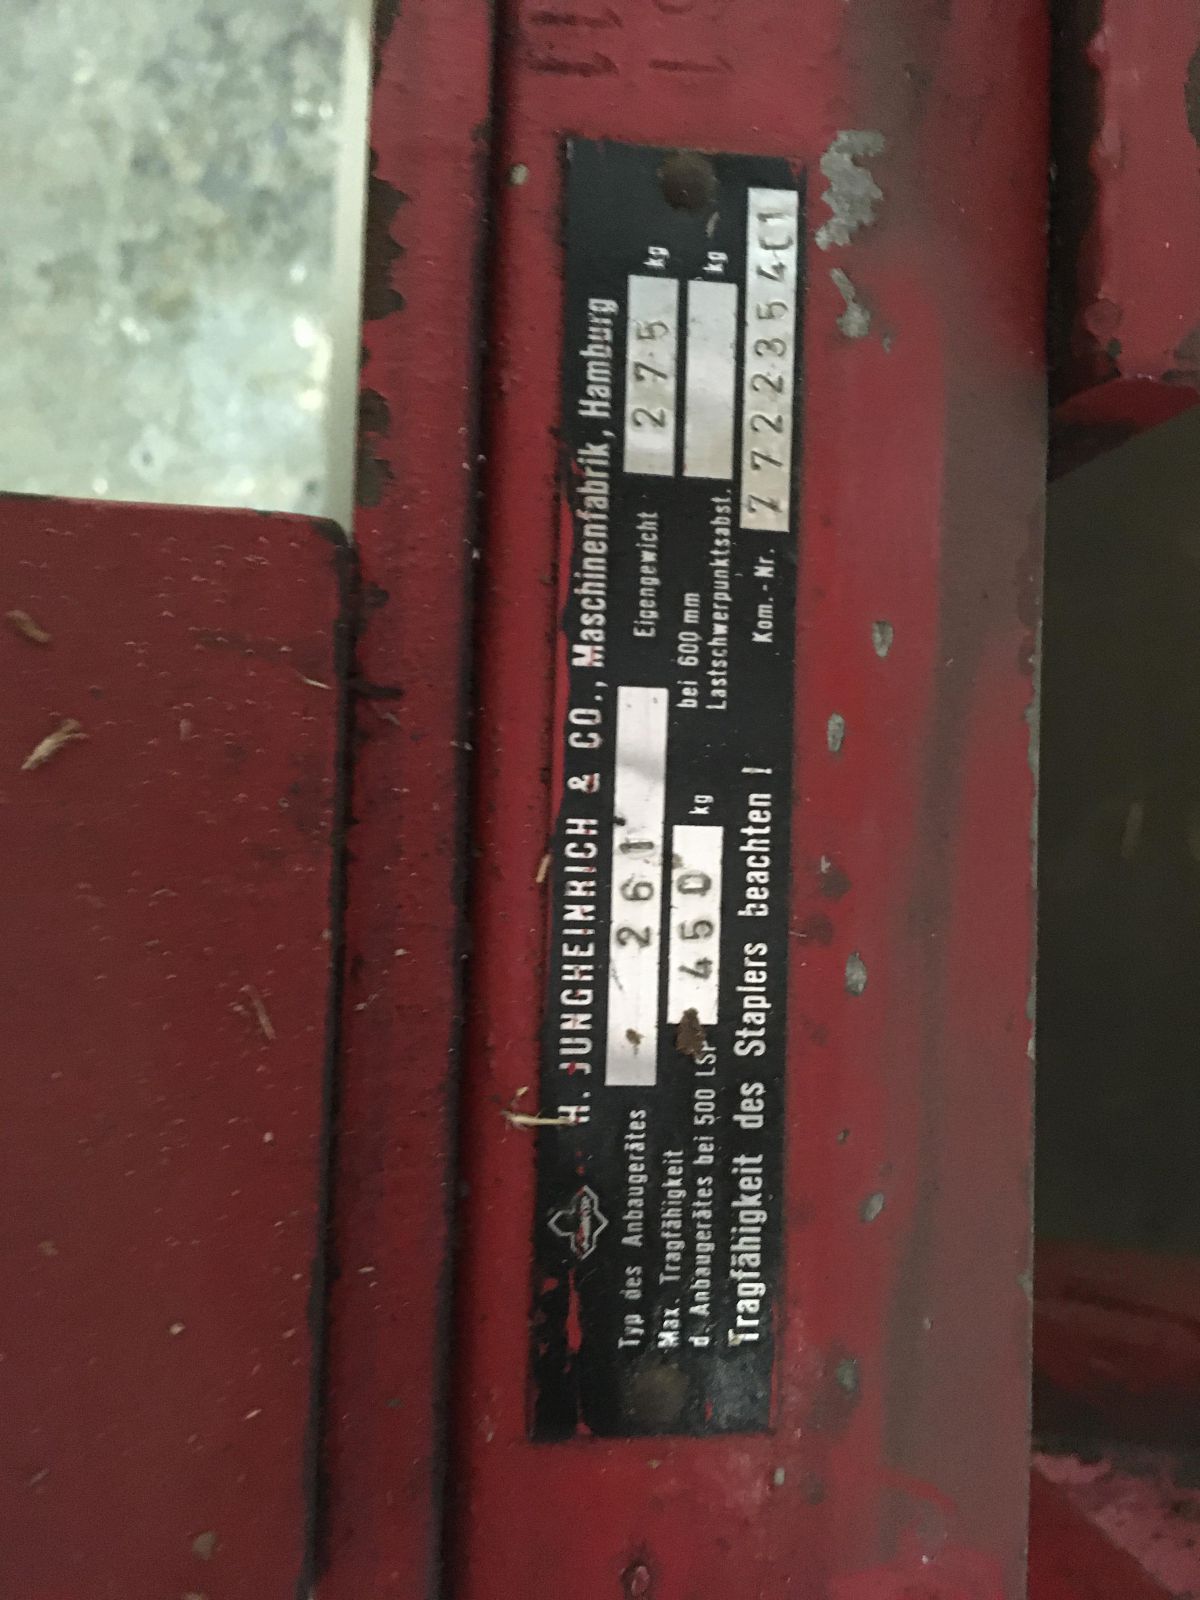 H. JUNGHEINRICH & CO., Maschinenfabrik, Hamburg
Typ des Anbaugerätes 261 Eigengewicht 275 kg
Max. Tragfähigkeit
d. Anbaugerätes bei 500 LSP 450 kg bei 600 mm
Lastschwerpunktsabst. kg
Tragfähigkeit des Staplers beachten! Kom.-Nr. 7722354C1